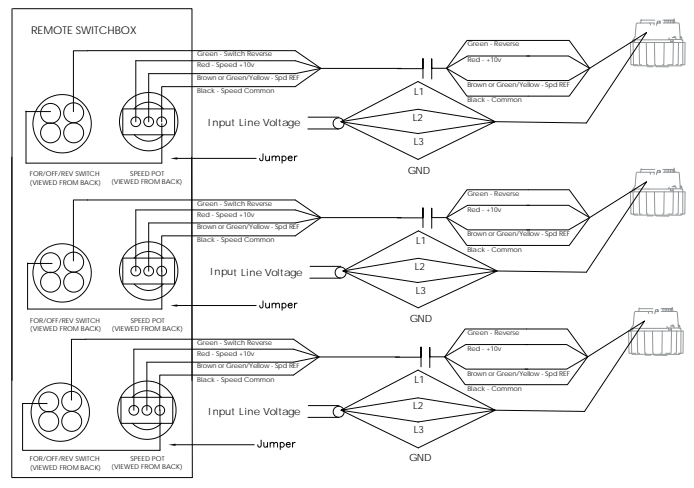 REMOTE SWITCHBOX
Green - Switch Reverse
Red - Speed +10v
Brown or Green/Yellow - Spd REF
Black - Speed Common
Green - Reverse
Red - +10v
Brown or Green/Yellow - Spd REF
Black - Common
Input Line Voltage
L1
L2
L3
GND
Jumper
FOR/OFF/REV SWITCH
(VIEWED FROM BACK)
SPEED POT
(VIEWED FROM BACK)
Green - Switch Reverse
Red - Speed +10v
Brown or Green/Yellow - Spd REF
Black - Speed Common
Green - Reverse
Red - +10v
Brown or Green/Yellow - Spd REF
Black - Common
Input Line Voltage
L1
L2
L3
GND
Jumper
FOR/OFF/REV SWITCH
(VIEWED FROM BACK)
SPEED POT
(VIEWED FROM BACK)
Green - Switch Reverse
Red - Speed +10v
Brown or Green/Yellow - Spd REF
Black - Speed Common
Green - Reverse
Red - +10v
Brown or Green/Yellow - Spd REF
Black - Common
Input Line Voltage
L1
L2
L3
GND
Jumper
FOR/OFF/REV SWITCH
(VIEWED FROM BACK)
SPEED POT
(VIEWED FROM BACK)